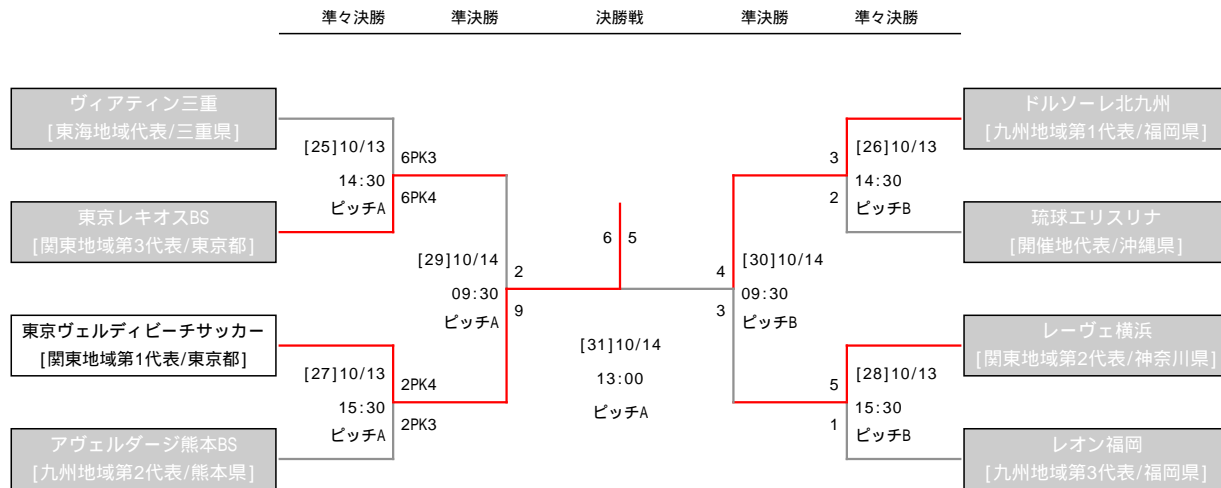 準々決勝 準決勝 決勝戦 準決勝 準々決勝
ヴィアティン三重
[東海地域代表/三重県]
[25]10/13
14:30
ピッチA
6PK3
6PK4
東京レキオスBS
[関東地域第3代表/東京都]
[29]10/14
09:30
ピッチA
2
9
東京ヴェルディビーチサッカー
[関東地域第1代表/東京都]
[27]10/13
15:30
ピッチA
2PK4
2PK3
アヴェルダージ熊本BS
[九州地域第2代表/熊本県]
6 5
[31]10/14
13:00
ピッチA
ドルソーレ北九州
[九州地域第1代表/福岡県]
3
2
[26]10/13
14:30
ピッチB
琉球エリスリナ
[開催地代表/沖縄県]
4
3
[30]10/14
09:30
ピッチB
レーヴェ横浜
[関東地域第2代表/神奈川県]
5
1
[28]10/13
15:30
ピッチB
レオン福岡
[九州地域第3代表/福岡県]